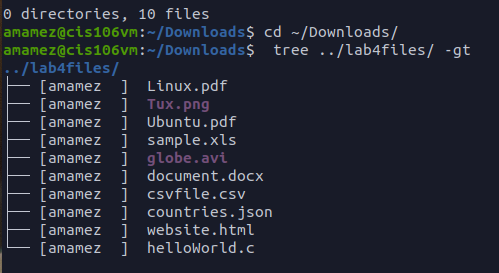 0 directories, 10 files
amamez@cis106vm:~/Downloads$ cd ~/Downloads/
amamez@cis106vm:~/Downloads$  tree ../lab4files/ -gt
../lab4files/
├── [amamez  ]  Linux.pdf
├── [amamez  ]  Tux.png
├── [amamez  ]  Ubuntu.pdf
├── [amamez  ]  sample.xls
├── [amamez  ]  globe.avi
├── [amamez  ]  document.docx
├── [amamez  ]  csvfile.csv
├── [amamez  ]  countries.json
├── [amamez  ]  website.html
└── [amamez  ]  helloWorld.c